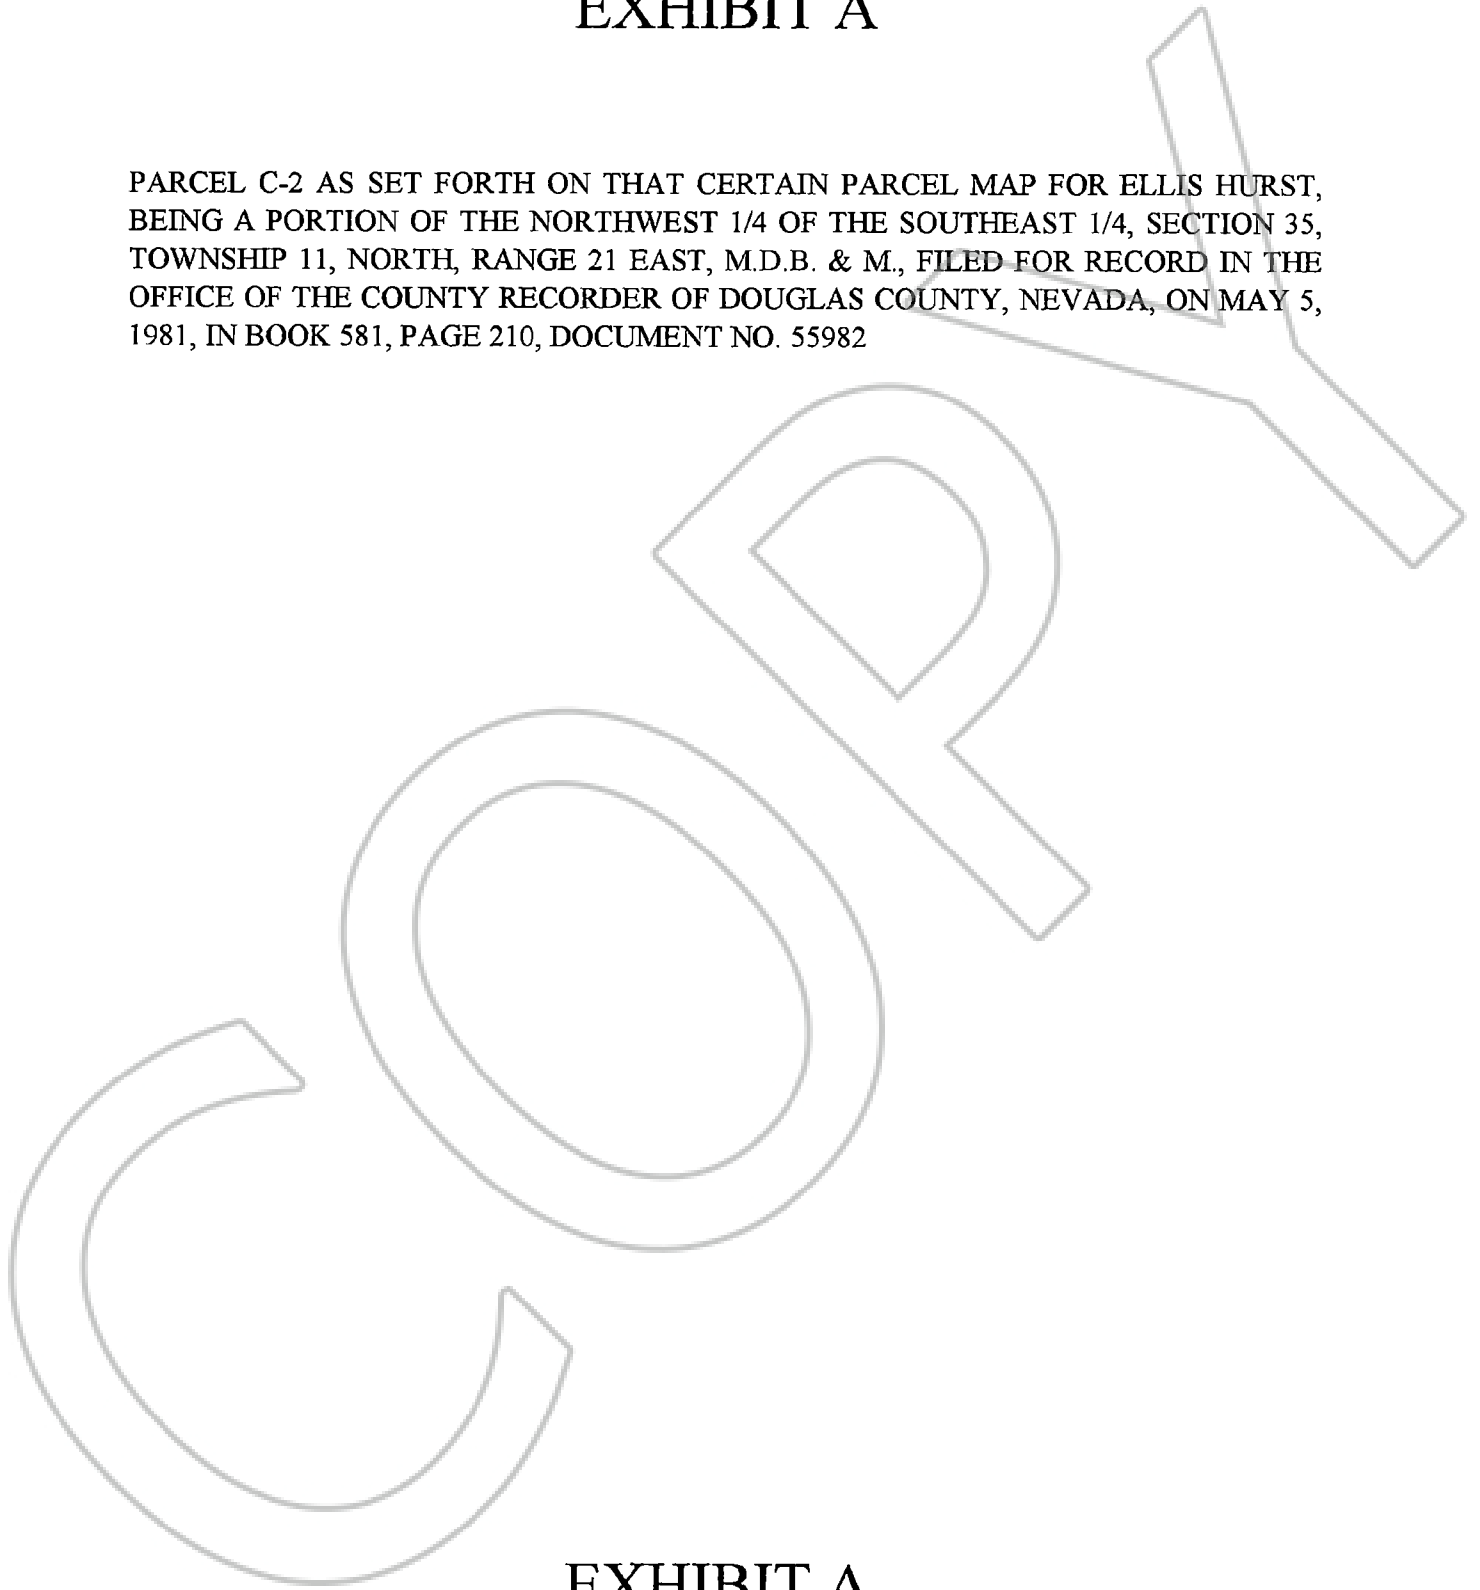 EXHIBIT A
PARCEL C-2 AS SET FORTH ON THAT CERTAIN PARCEL MAP FOR ELLIS HURST,
BEING A PORTION OF THE NORTHWEST 1/4 OF THE SOUTHEAST 1/4, SECTION 35,
TOWNSHIP 11, NORTH, RANGE 21 EAST, M.D.B. & M., FILED FOR RECORD IN THE
OFFICE OF THE COUNTY RECORDER OF DOUGLAS COUNTY, NEVADA, ON MAY 5,
1981, IN BOOK 581, PAGE 210, DOCUMENT NO. 55982
COPY
EXHIBIT A